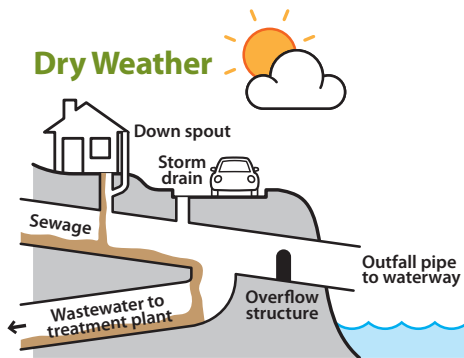 Dry Weather
Down spout
Storm
drain
Sewage
Outfall pipe
to waterway
Wastewater to
treatment plant
Overflow
structure